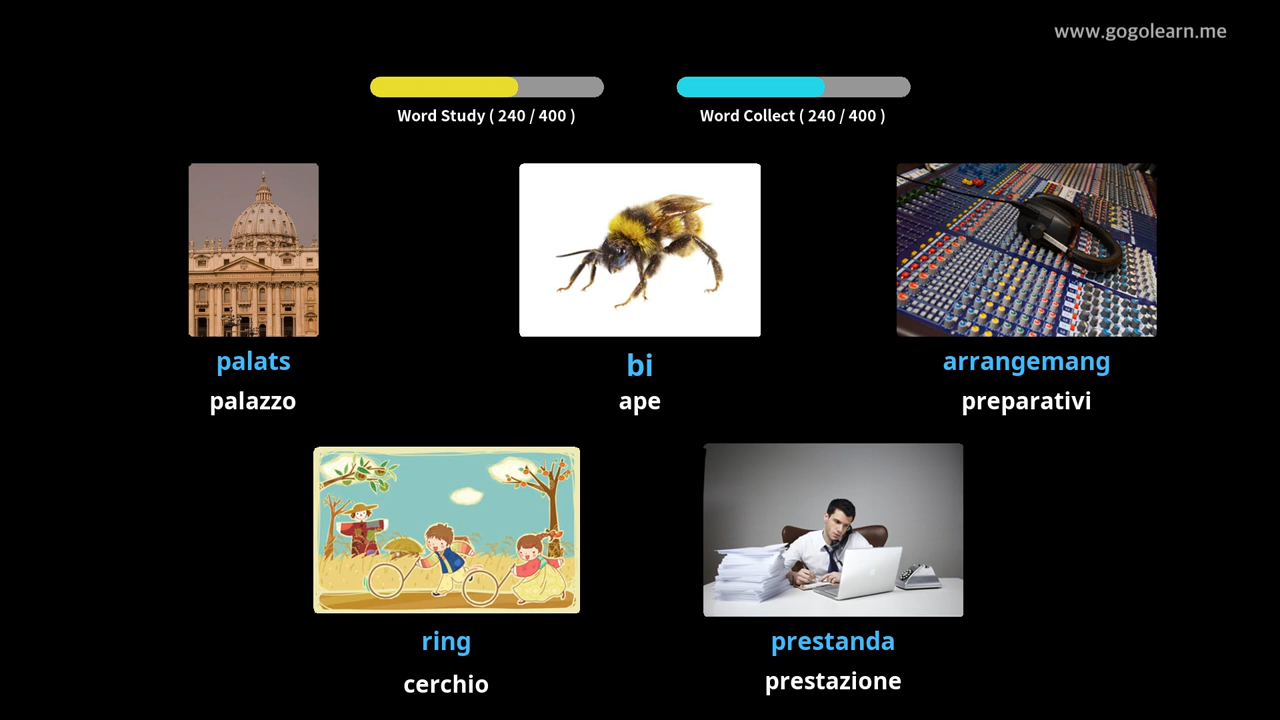 www.gogolearn.me
Word Study ( 240 / 400 )
Word Collect ( 240 / 400 )
palats
palazzo
bi
ape
arrangemang
preparativi
ring
cerchio
prestanda
prestazione